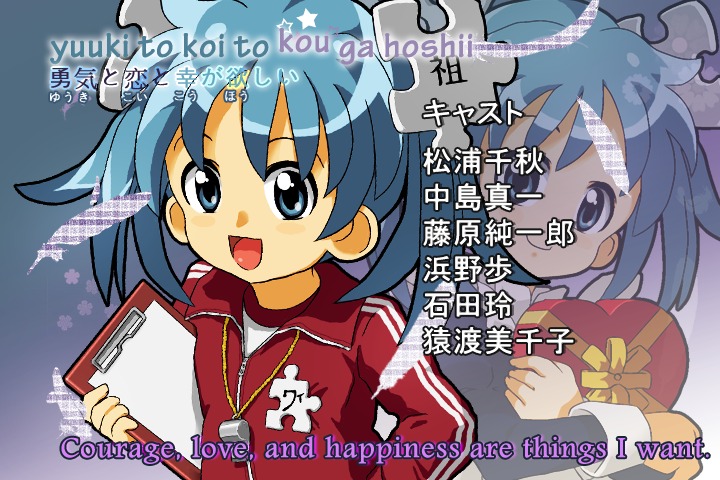 yuuki to koi to kou ga hoshii
勇気と恋と幸が欲しい
ゆうき こい こう ほう
祖
キャスト
松浦千秋
中島真一
藤原純一郎
浜野歩
石田玲
猿渡美千子
ワィ
Courage, love, and happiness are things I want.